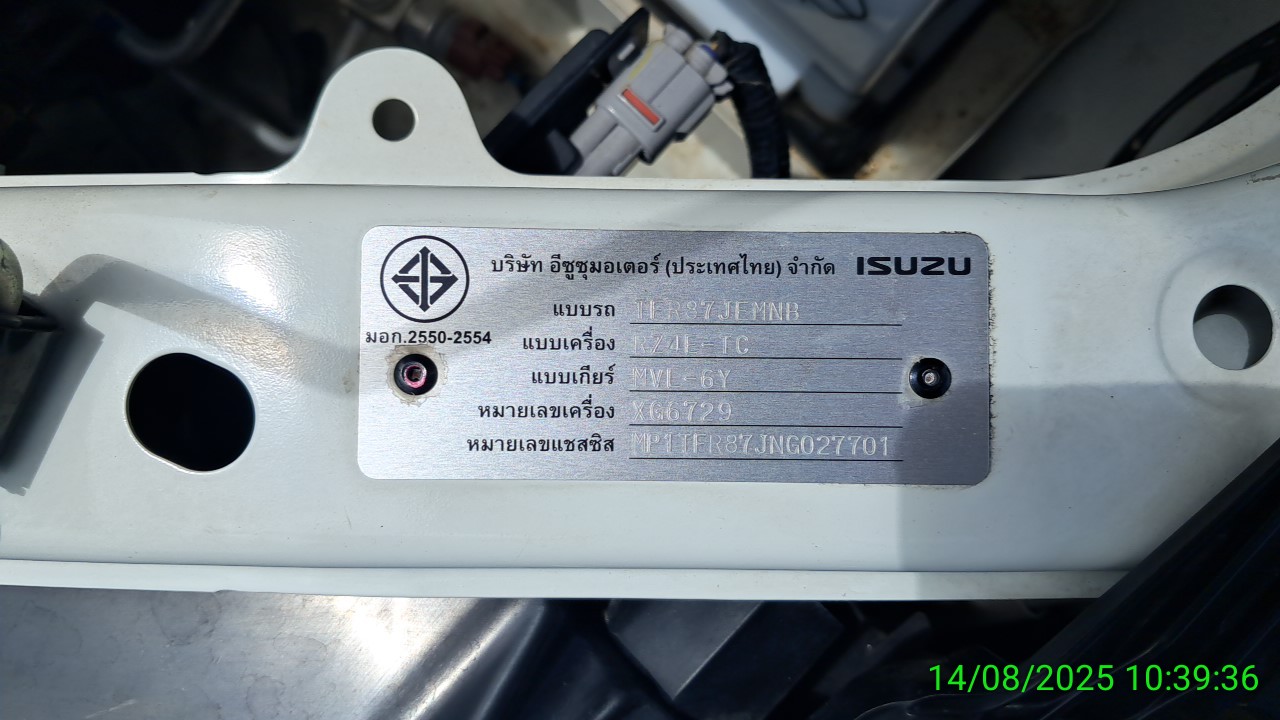 บริษัท อีซูซุมอเตอร์ (ประเทศไทย) จำกัด ISUZU
มอก.2550-2554
แบบรถ TFR87JEMNB
แบบเครื่อง RZ4E-TC
แบบเกียร์ MVL-6Y
หมายเลขเครื่อง XG6729
หมายเลขแชสซิส MP1TFR87JNG027701
14/08/2025 10:39:36